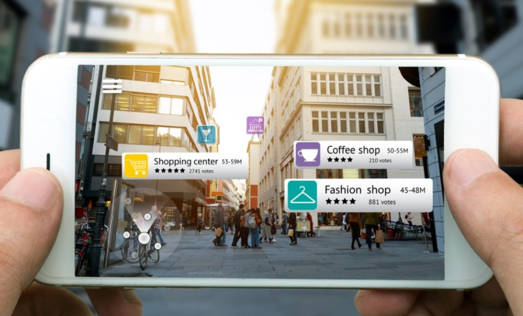 Coffee shop 50-55M
★★★★ 210 votes
Shopping center 53-59M
★★★★★ 2741 votes
Fashion shop 45-48M
★★★★ 881 votes